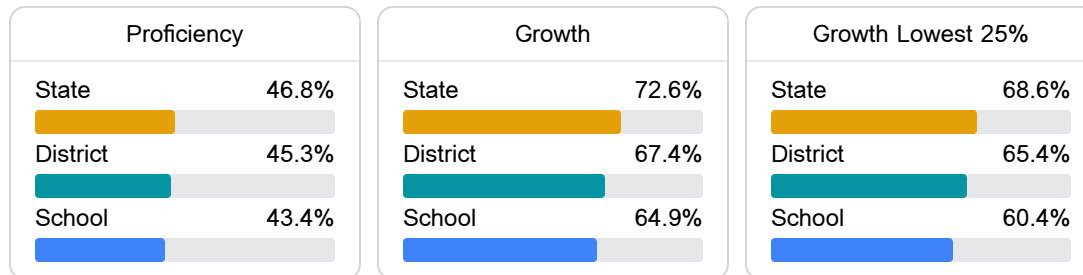 Proficiency
State 46.8%
District 45.3%
School 43.4%
Growth
State 72.6%
District 67.4%
School 64.9%
Growth Lowest 25%
State 68.6%
District 65.4%
School 60.4%